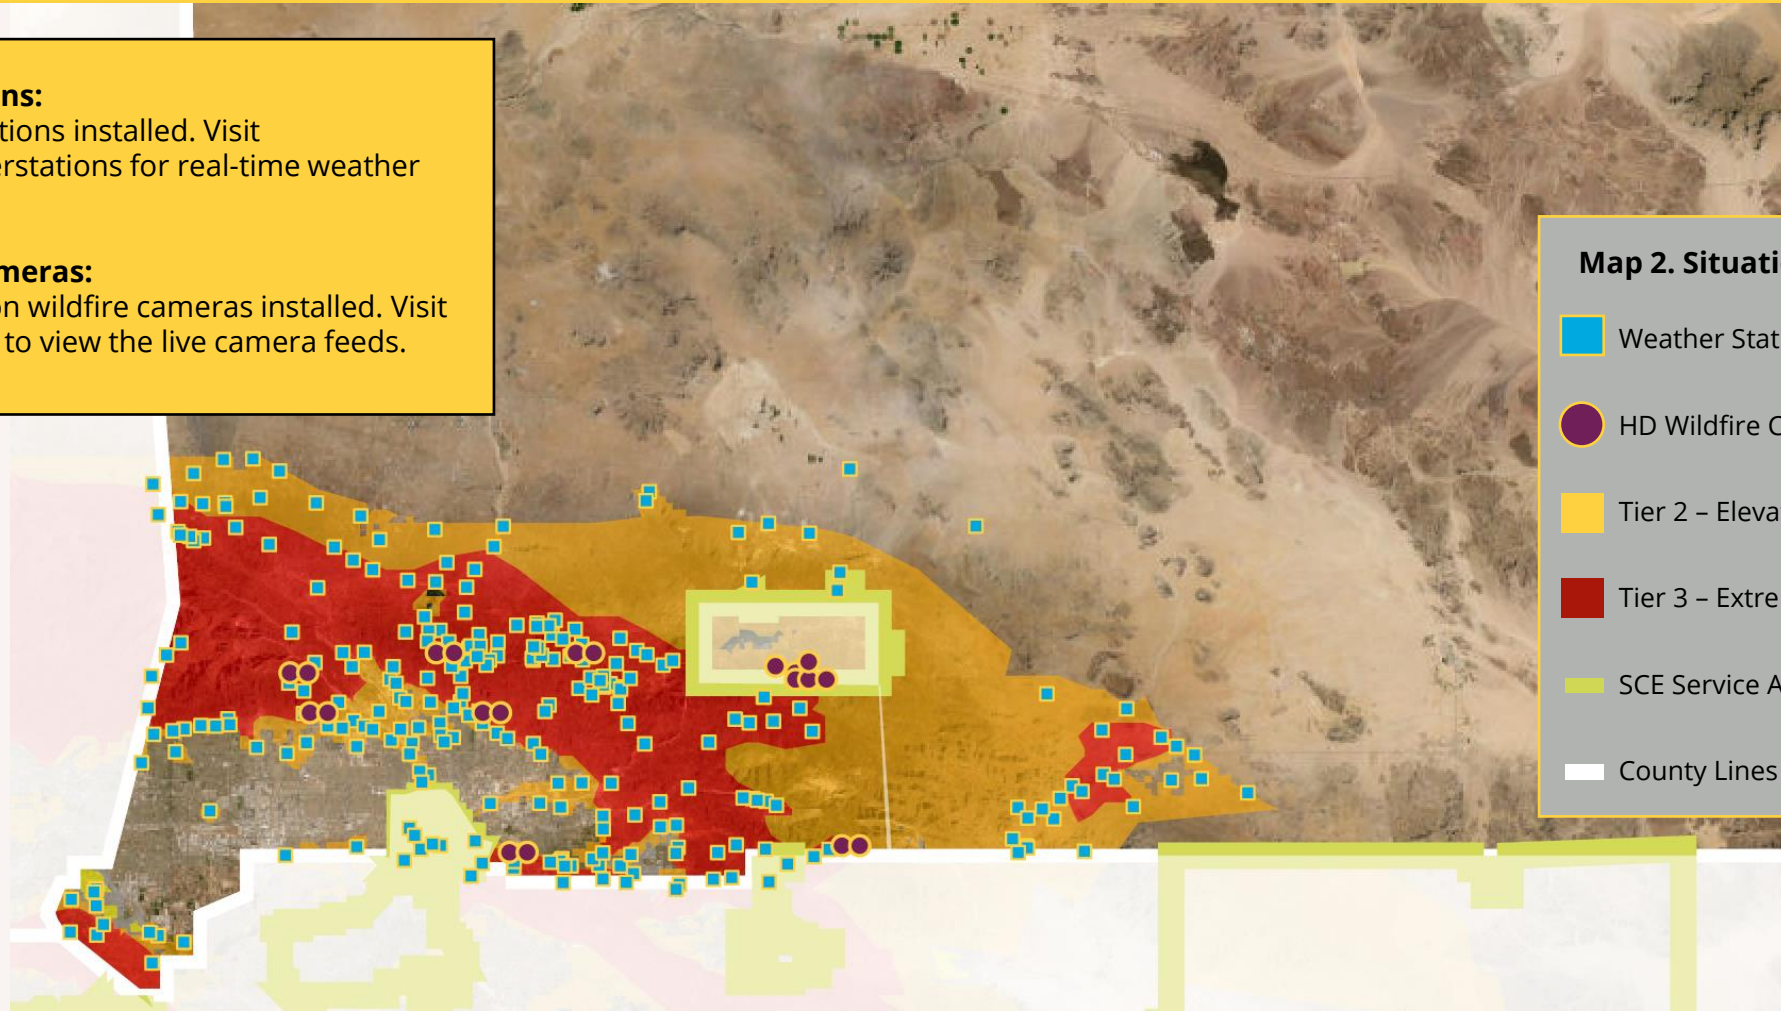 ns:
tions installed. Visit
erstations for real-time weather
meras:
on wildfire cameras installed. Visit
to view the live camera feeds.
Map 2. Situati
Weather Stat
HD Wildfire C
Tier 2 – Eleva
Tier 3 – Extre
SCE Service A
County Lines